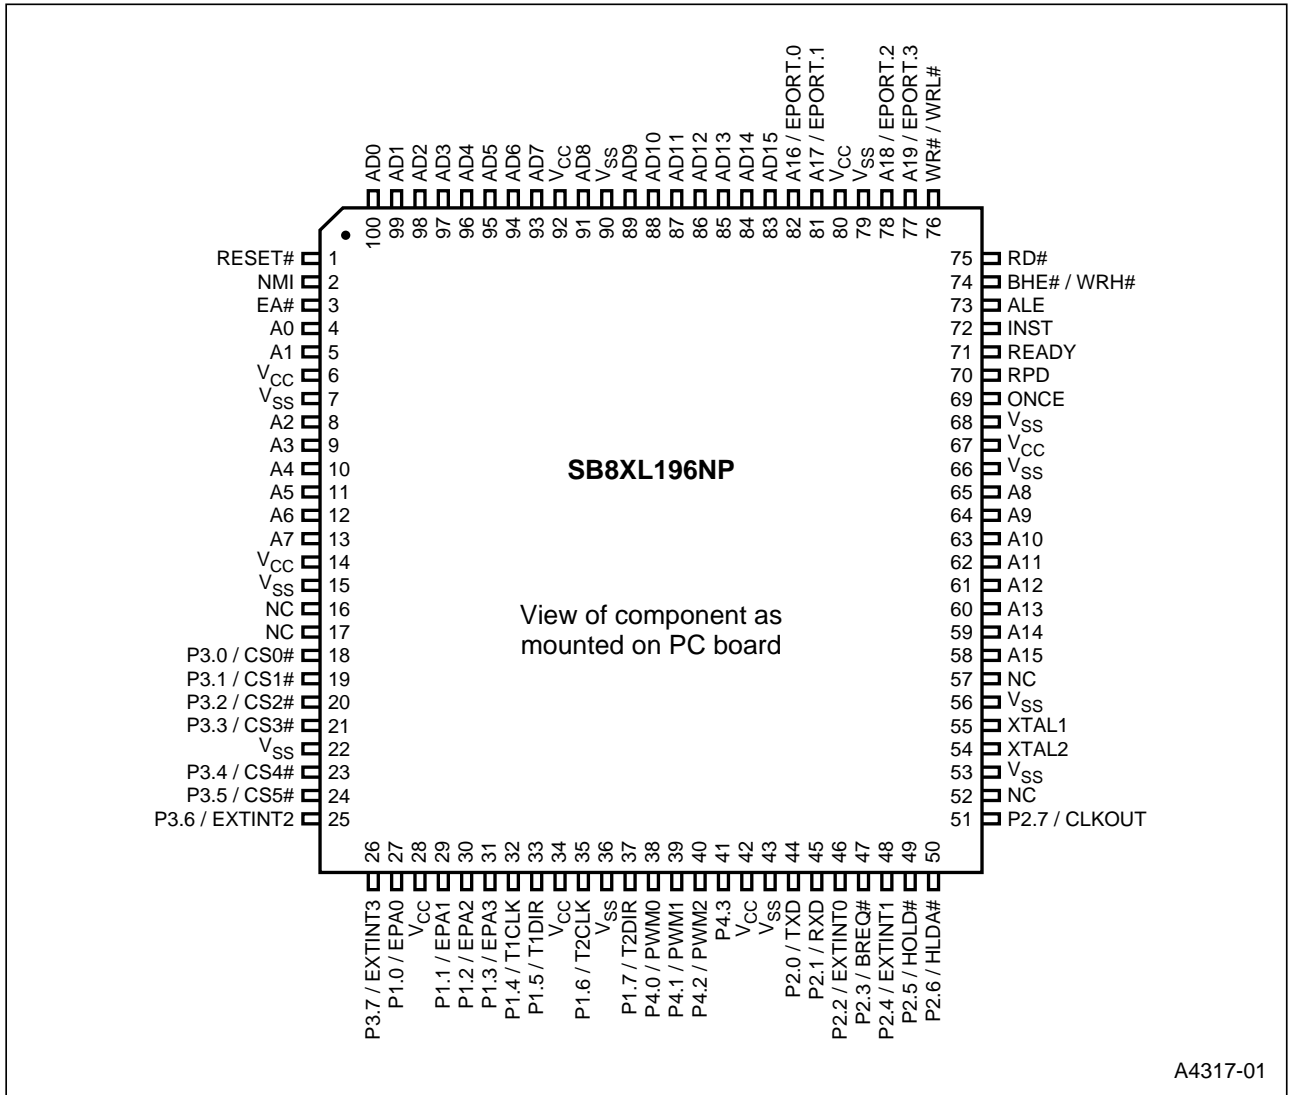 AD0
AD1
AD2
AD3
AD4
AD5
AD6
AD7
VCC
AD8
VSS
AD9
AD10
AD11
AD12
AD13
AD14
AD15
A16 / EPORT.0
A17 / EPORT.1
VCC
VSS
A18 / EPORT.2
A19 / EPORT.3
WR# / WRL#
100
99
98
97
96
95
94
93
92
91
90
89
88
87
86
85
84
83
82
81
80
79
78
77
76
RESET# 1
NMI 2
EA# 3
A0 4
A1 5
VCC 6
VSS 7
A2 8
A3 9
A4 10
A5 11
A6 12
A7 13
VCC 14
VSS 15
NC 16
NC 17
P3.0 / CS0# 18
P3.1 / CS1# 19
P3.2 / CS2# 20
P3.3 / CS3# 21
VSS 22
P3.4 / CS4# 23
P3.5 / CS5# 24
P3.6 / EXTINT2 25
SB8XL196NP
View of component as
mounted on PC board
75 RD#
74 BHE# / WRH#
73 ALE
72 INST
71 READY
70 RPD
69 ONCE
68 VSS
67 VCC
66 VSS
65 A8
64 A9
63 A10
62 A11
61 A12
60 A13
59 A14
58 A15
57 NC
56 VSS
55 XTAL1
54 XTAL2
53 VSS
52 NC
51 P2.7 / CLKOUT
26
27
28
29
30
31
32
33
34
35
36
37
38
39
40
41
42
43
44
45
46
47
48
49
50
P3.7 / EXTINT3
P1.0 / EPA0
VCC
P1.1 / EPA1
P1.2 / EPA2
P1.3 / EPA3
P1.4 / T1CLK
P1.5 / T1DIR
VCC
P1.6 / T2CLK
VSS
P1.7 / T2DIR
P4.0 / PWM0
P4.1 / PWM1
P4.2 / PWM2
P4.3
VCC
VSS
P2.0 / TXD
P2.1 / RXD
P2.2 / EXTINT0
P2.3 / BREQ#
P2.4 / EXTINT1
P2.5 / HOLD#
P2.6 / HLDA#
A4317-01